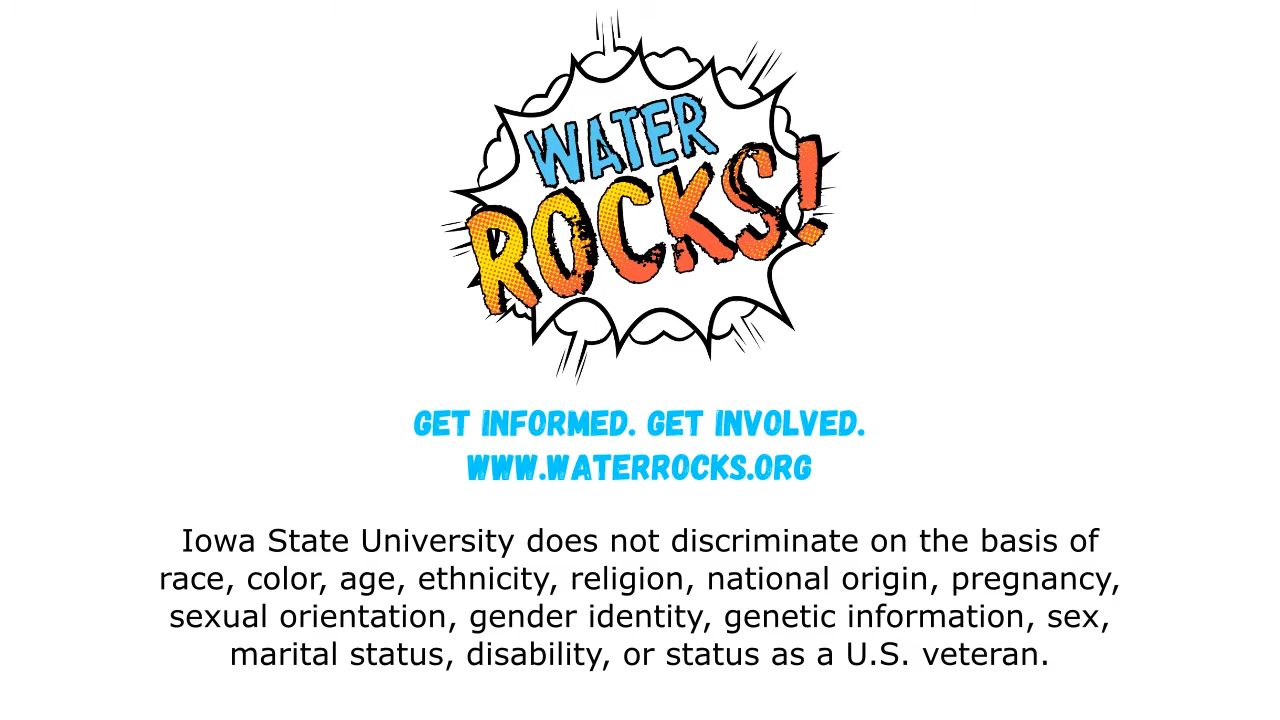 WATER
ROCKS!
GET INFORMED. GET INVOLVED.
WWW.WATERROCKS.ORG
Iowa State University does not discriminate on the basis of
race, color, age, ethnicity, religion, national origin, pregnancy,
sexual orientation, gender identity, genetic information, sex,
marital status, disability, or status as a U.S. veteran.